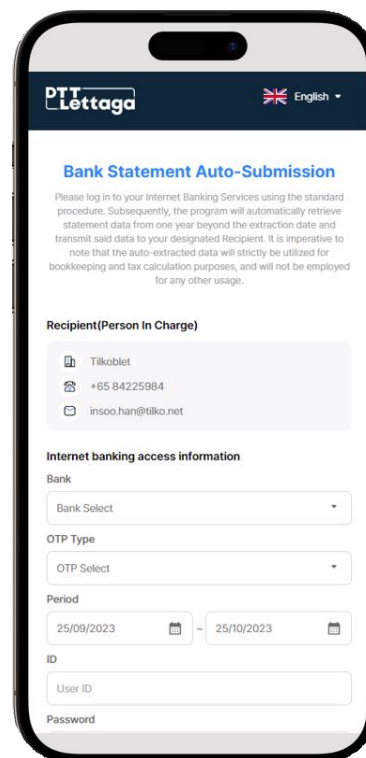 DTT
Lettaga
English
Bank Statement Auto-Submission
Please log in to your Internet Banking Services using the standard
procedure. Subsequently, the program will automatically retrieve
statement data from one year beyond the extraction date and
transmit said data to your designated Recipient. It is imperative to
note that the auto-extracted data will strictly be utilized for
bookkeeping and tax calculation purposes, and will not be employed
for any other usage.
Recipient(Person In Charge)
Tilkoblet
+65 84225984
insoo.han@tilko.net
Internet banking access information
Bank
Bank Select
OTP Type
OTP Select
Period
25/09/2023 ~ 25/10/2023
ID
User ID
Password